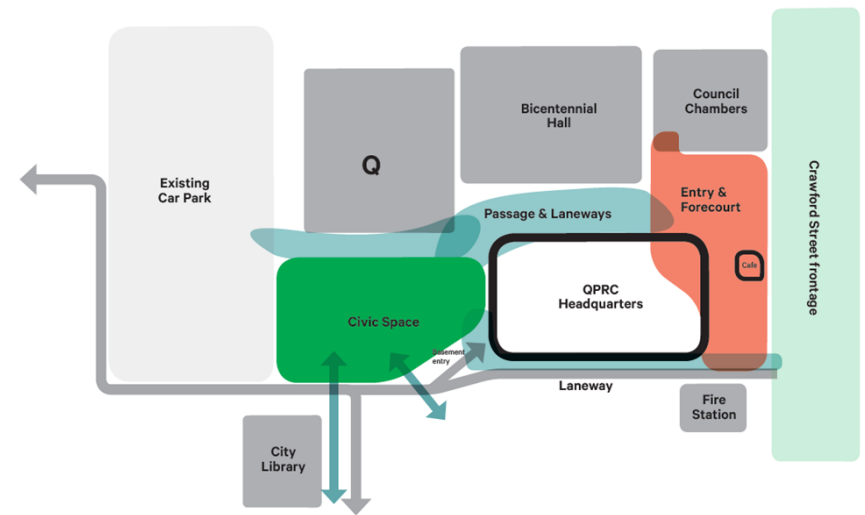 Council
Chambers
Bicentennial
Hall
Q
Existing
Car Park
Entry &
Forecourt
Passage & Laneways
Crawford Street frontage
Cafe
QPRC
Headquarters
Civic Space
Basement
entry
Laneway
Fire
Station
City
Library